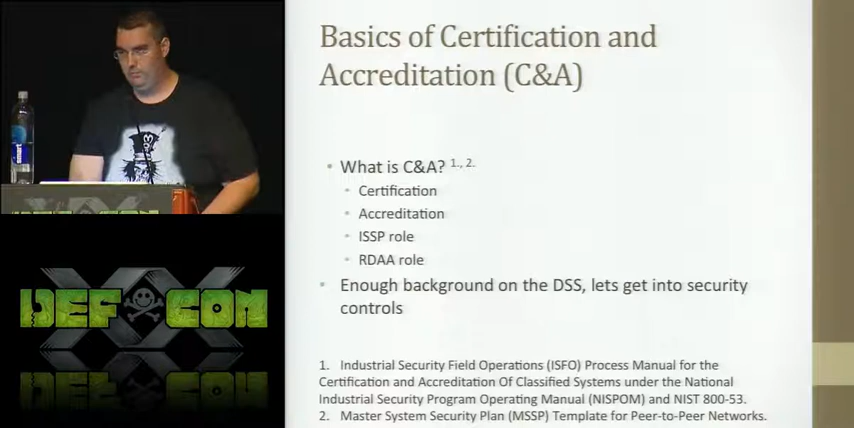 Basics of Certification and
Accreditation (C&A)
What is C&A? 1., 2.
Certification
Accreditation
ISSP role
RDAA role
Enough background on the DSS, lets get into security
controls
1. Industrial Security Field Operations (ISFO) Process Manual for the
Certification and Accreditation Of Classified Systems under the National
Industrial Security Program Operating Manual (NISPOM) and NIST 800-53.
2. Master System Security Plan (MSSP) Template for Peer-to-Peer Networks.
smart
DEF CON
XX